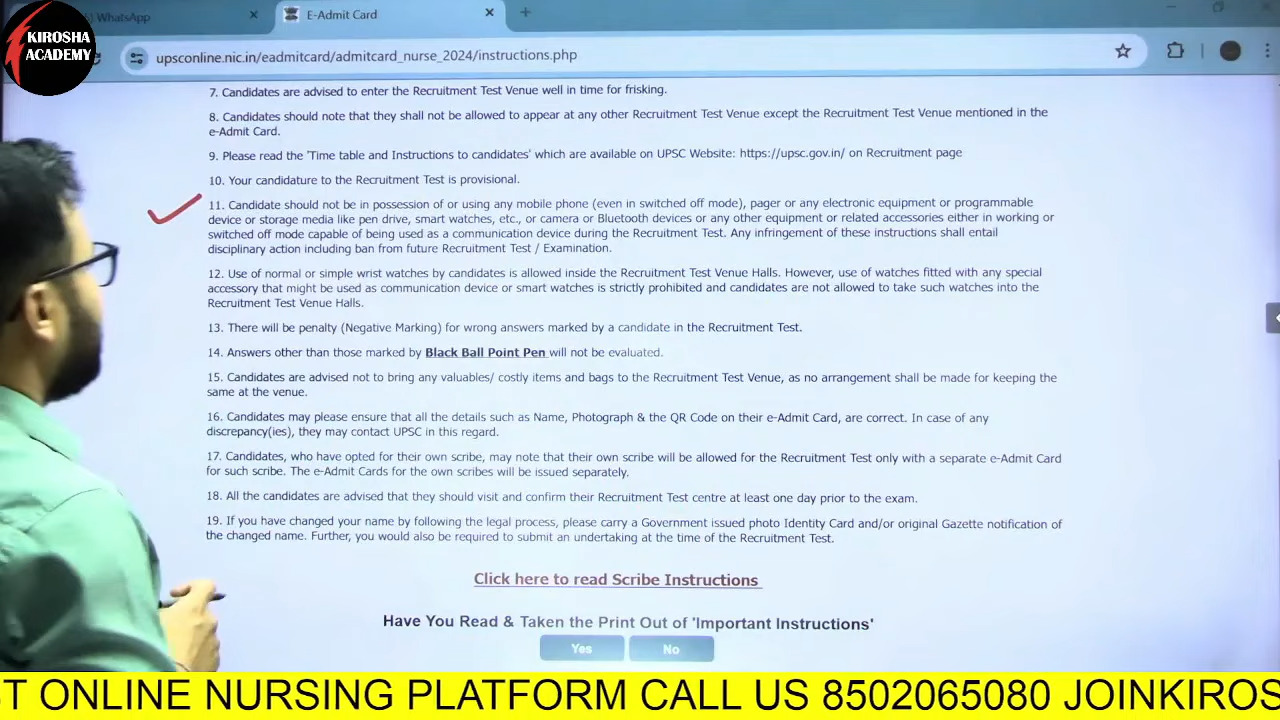 WhatsApp
E-Admit Card
KIROSHA
ACADEMY
upsconline.nic.in/eadmitcard/admitcard_nurse_2024/instructions.php
7. Candidates are advised to enter the Recruitment Test Venue well in time for frisking.
8. Candidates should note that they shall not be allowed to appear at any other Recruitment Test Venue except the Recruitment Test Venue mentioned in the
e-Admit Card.
9. Please read the 'Time table and Instructions to candidates' which are available on UPSC Website: https://upsc.gov.in/ on Recruitment page
10. Your candidature to the Recruitment Test is provisional.
11. Candidate should not be in possession of or using any mobile phone (even in switched off mode), pager or any electronic equipment or programmable
device or storage media like pen drive, smart watches, etc., or camera or Bluetooth devices or any other equipment or related accessories either in working or
switched off mode capable of being used as a communication device during the Recruitment Test. Any infringement of these instructions shall entail
disciplinary action including ban from future Recruitment Test / Examination.
12. Use of normal or simple wrist watches by candidates is allowed inside the Recruitment Test Venue Halls. However, use of watches fitted with any special
accessory that might be used as communication device or smart watches is strictly prohibited and candidates are not allowed to take such watches into the
Recruitment Test Venue Halls.
13. There will be penalty (Negative Marking) for wrong answers marked by a candidate in the Recruitment Test.
14. Answers other than those marked by Black Ball Point Pen will not be evaluated.
15. Candidates are advised not to bring any valuables/ costly items and bags to the Recruitment Test Venue, as no arrangement shall be made for keeping the
same at the venue.
16. Candidates may please ensure that all the details such as Name, Photograph & the QR Code on their e-Admit Card, are correct. In case of any
discrepancy(ies), they may contact UPSC in this regard.
17. Candidates, who have opted for their own scribe, may note that their own scribe will be allowed for the Recruitment Test only with a separate e-Admit Card
for such scribe. The e-Admit Cards for the own scribes will be issued separately.
18. All the candidates are advised that they should visit and confirm their Recruitment Test centre at least one day prior to the exam.
19. If you have changed your name by following the legal process, please carry a Government issued photo Identity Card and/or original Gazette notification of
the changed name. Further, you would also be required to submit an undertaking at the time of the Recruitment Test.
Click here to read Scribe Instructions
Have You Read & Taken the Print Out of 'Important Instructions'
Yes No
ST ONLINE NURSING PLATFORM CALL US 8502065080 JOINKIROS